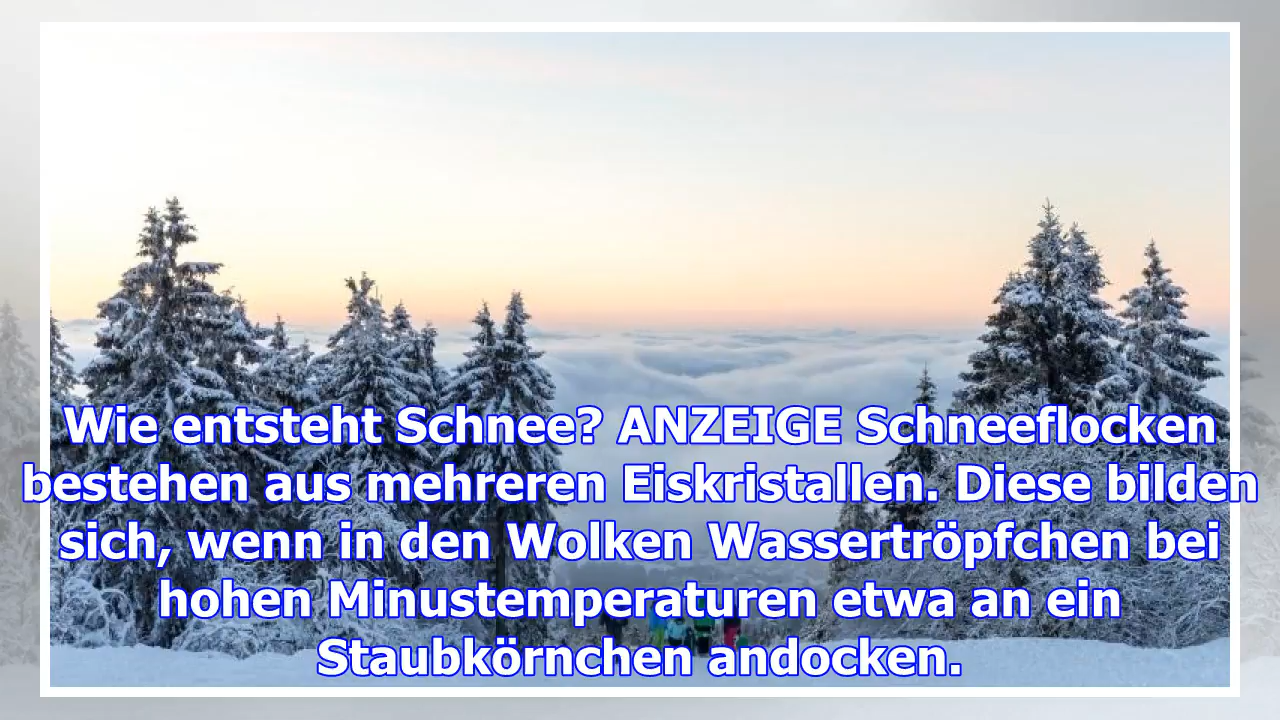 Wie entsteht Schnee? ANZEIGE Schneeflocken
bestehen aus mehreren Eiskristallen. Diese bilden
sich, wenn in den Wolken Wassertröpfchen bei
hohen Minustemperaturen etwa an ein
Staubkörnchen andocken.